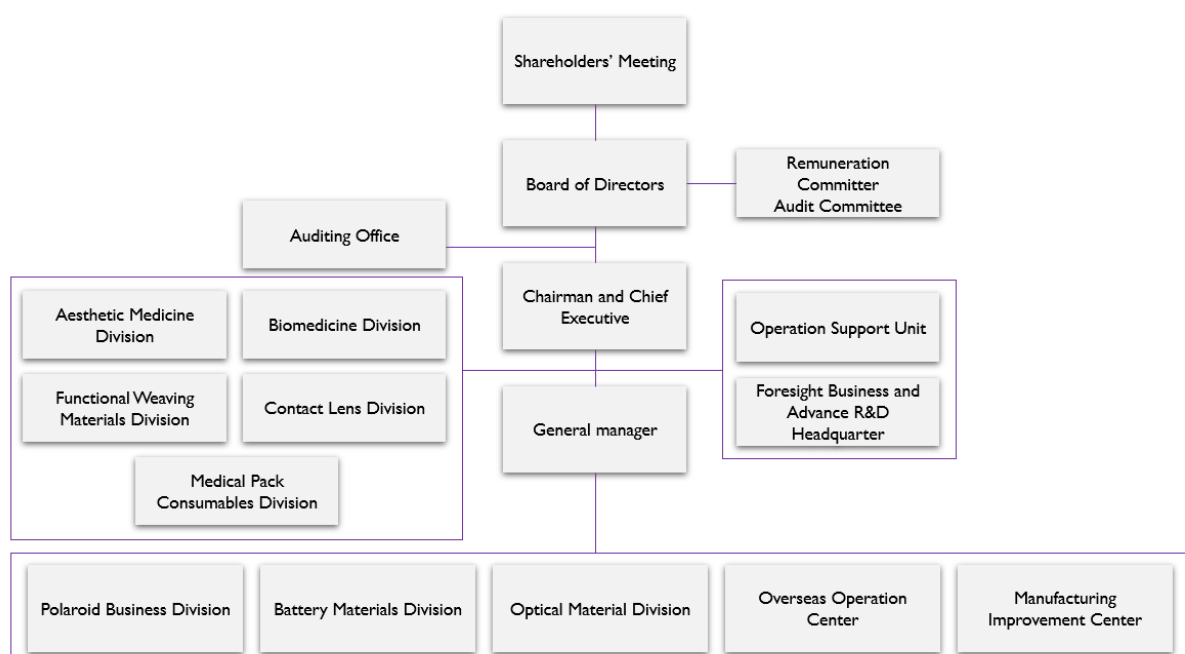 Shareholders' Meeting
Board of Directors
Remuneration
Committer
Audit Committee
Auditing Office
Chairman and Chief
Executive
Aesthetic Medicine
Division
Biomedicine Division
Operation Support Unit
Functional Weaving
Materials Division
Contact Lens Division
General manager
Foresight Business and
Advance R&D
Headquarter
Medical Pack
Consumables Division
Polaroid Business Division
Battery Materials Division
Optical Material Division
Overseas Operation
Center
Manufacturing
Improvement Center